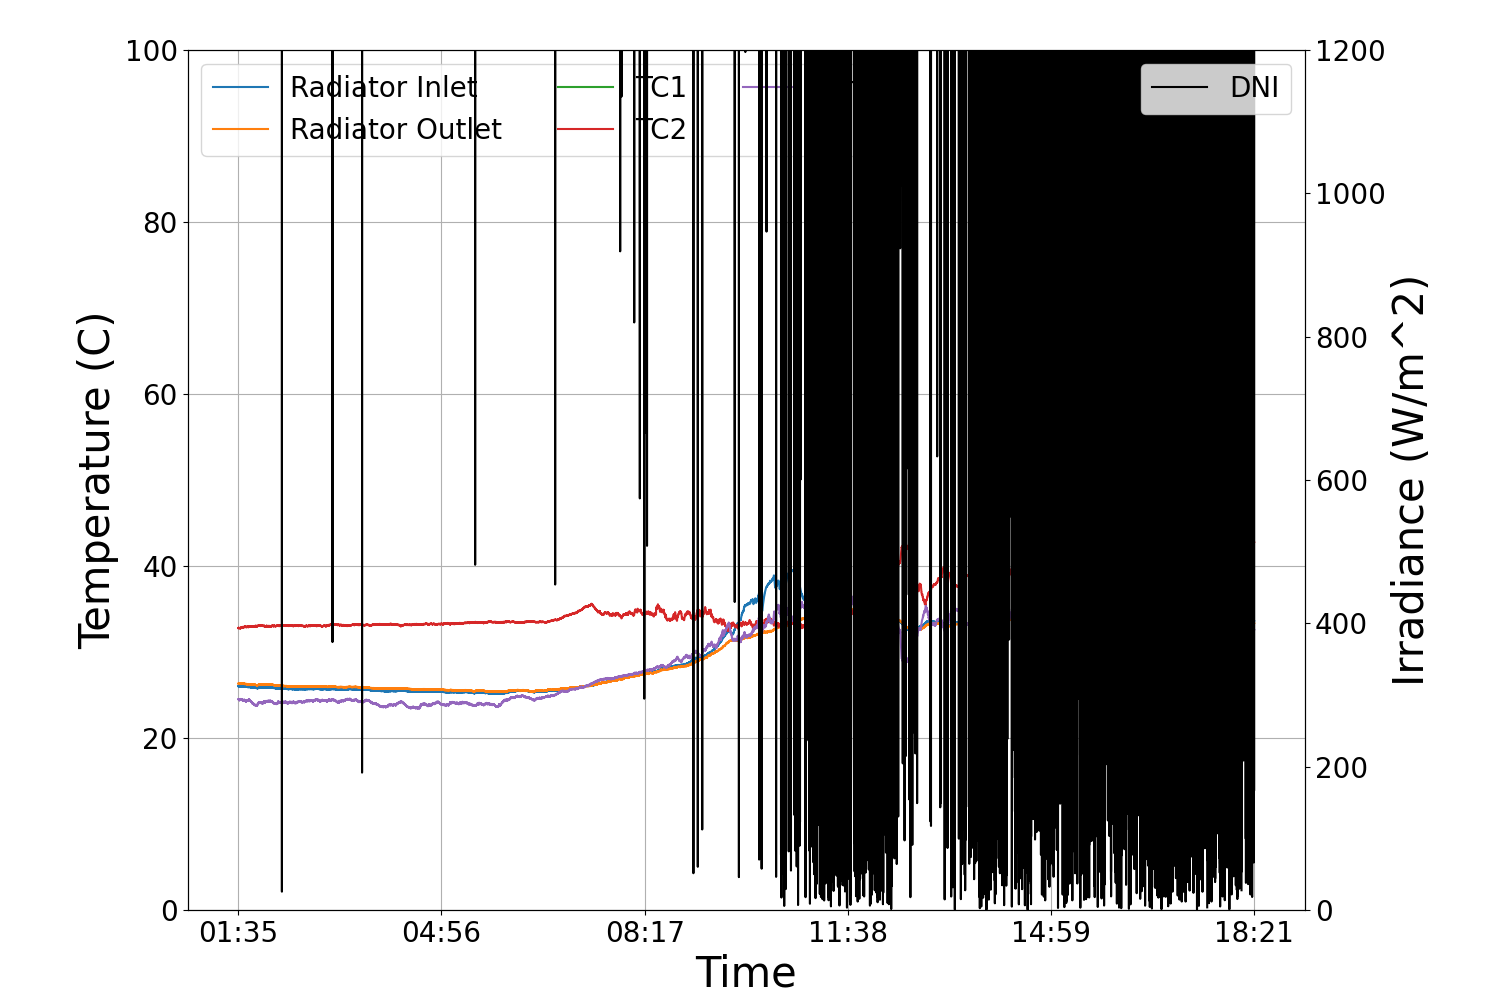 100
80
60
40
20
0
Temperature (C)
Radiator Inlet
Radiator Outlet
TC1
TC2
DNI
1200
1000
800
600
400
200
0
Irradiance (W/m^2)
01:35 04:56 08:17 11:38 14:59 18:21
Time